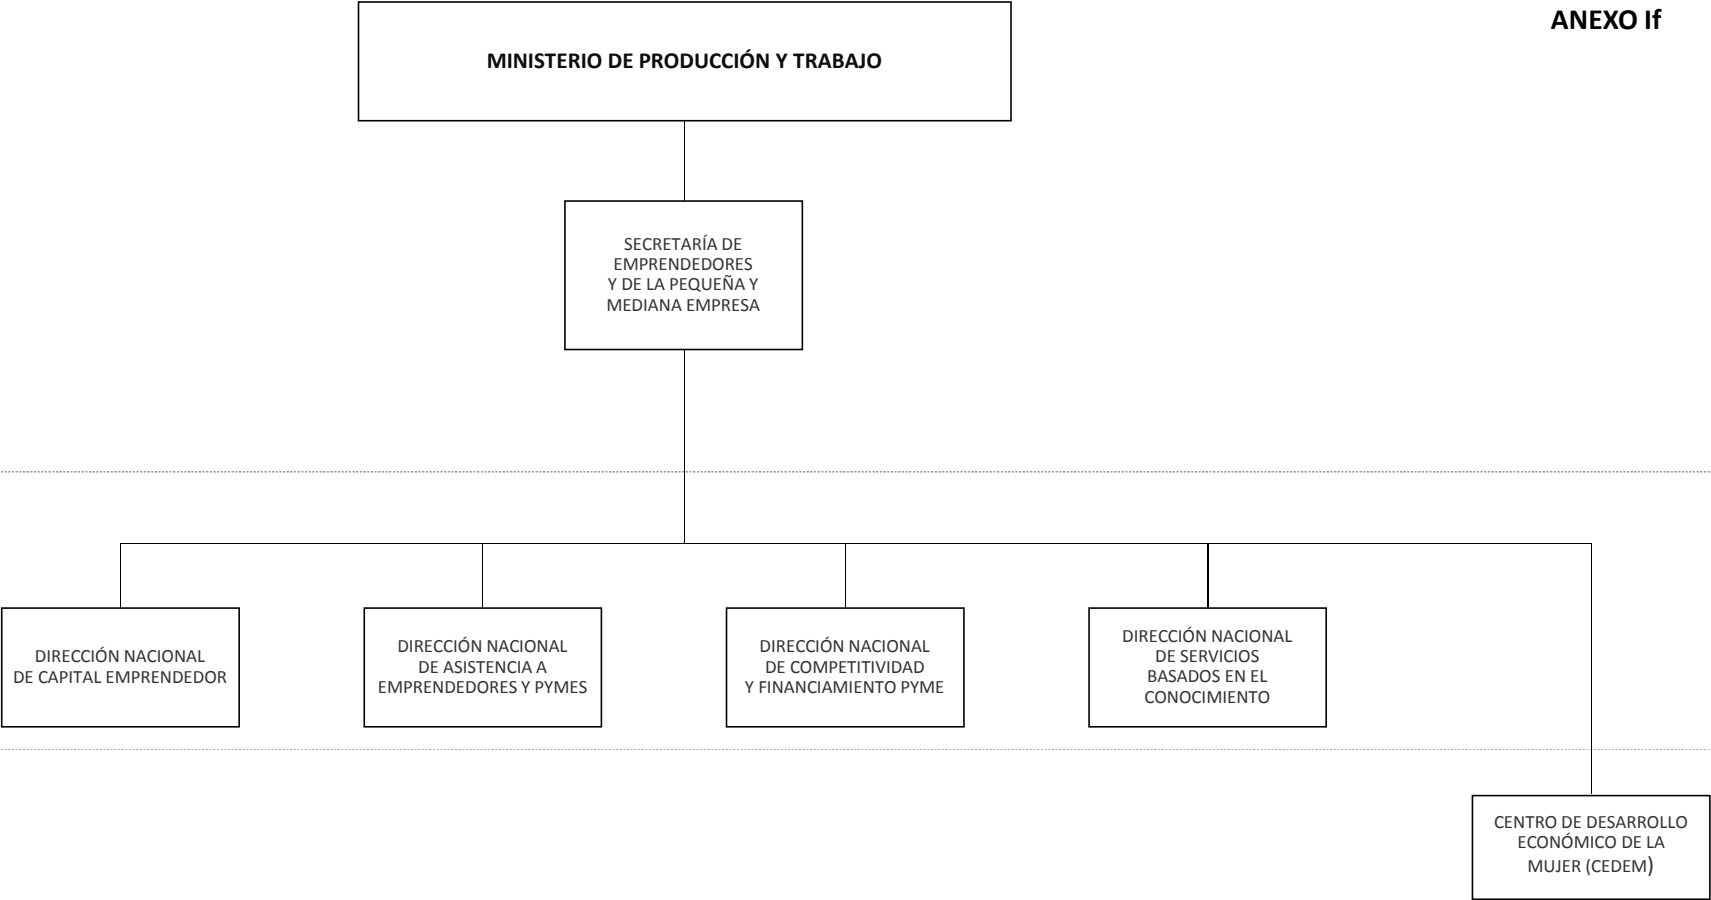 ANEXO If
MINISTERIO DE PRODUCCIÓN Y TRABAJO
SECRETARÍA DE
EMPRENDEDORES
Y DE LA PEQUEÑA Y
MEDIANA EMPRESA
DIRECCIÓN NACIONAL
DE CAPITAL EMPRENDEDOR
DIRECCIÓN NACIONAL
DE ASISTENCIA A
EMPRENDEDORES Y PYMES
DIRECCIÓN NACIONAL
DE COMPETITIVIDAD
Y FINANCIAMIENTO PYME
DIRECCIÓN NACIONAL
DE SERVICIOS
BASADOS EN EL
CONOCIMIENTO
CENTRO DE DESARROLLO
ECONÓMICO DE LA
MUJER (CEDEM)